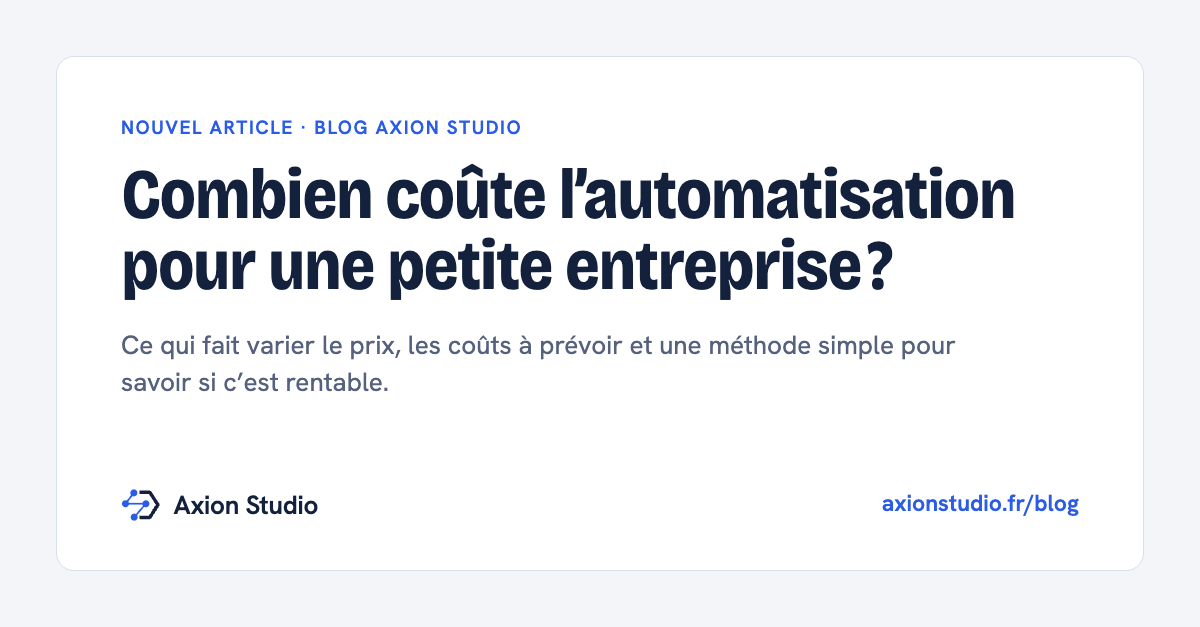 NOUVEL ARTICLE · BLOG AXION STUDIO
Combien coûte l’automatisation
pour une petite entreprise ?
Ce qui fait varier le prix, les coûts à prévoir et une méthode simple pour
savoir si c’est rentable.
Axion Studio
axionstudio.fr/blog